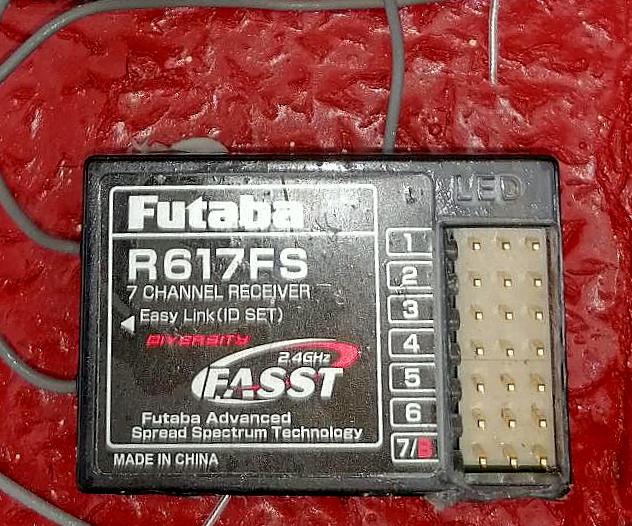 Futaba
R617FS
7 CHANNEL RECEIVER
Easy Link(ID SET)
DIVERSITY
2.4GHz
FASST
Futaba Advanced
Spread Spectrum Technology
MADE IN CHINA
LED
1
2
3
4
5
6
7/B